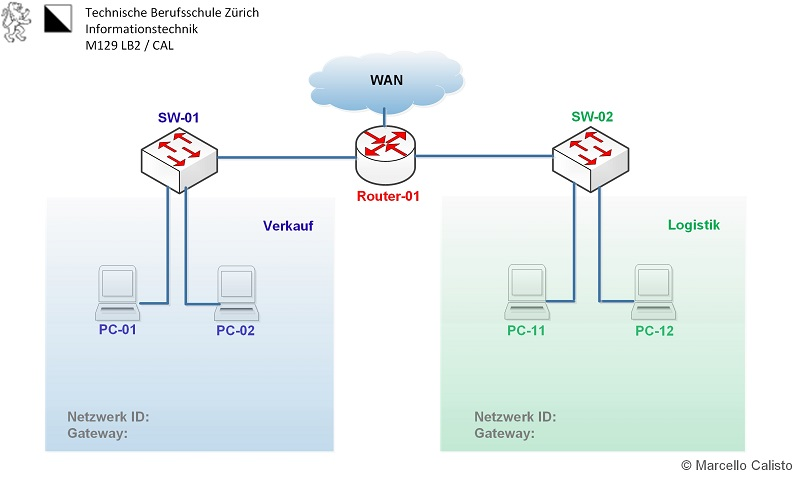 Technische Berufsschule Zürich
Informationstechnik
M129 LB2 / CAL
WAN
SW-01
SW-02
Router-01
Verkauf
Logistik
PC-01
PC-02
PC-11
PC-12
Netzwerk ID:
Gateway:
Netzwerk ID:
Gateway:
© Marcello Calisto